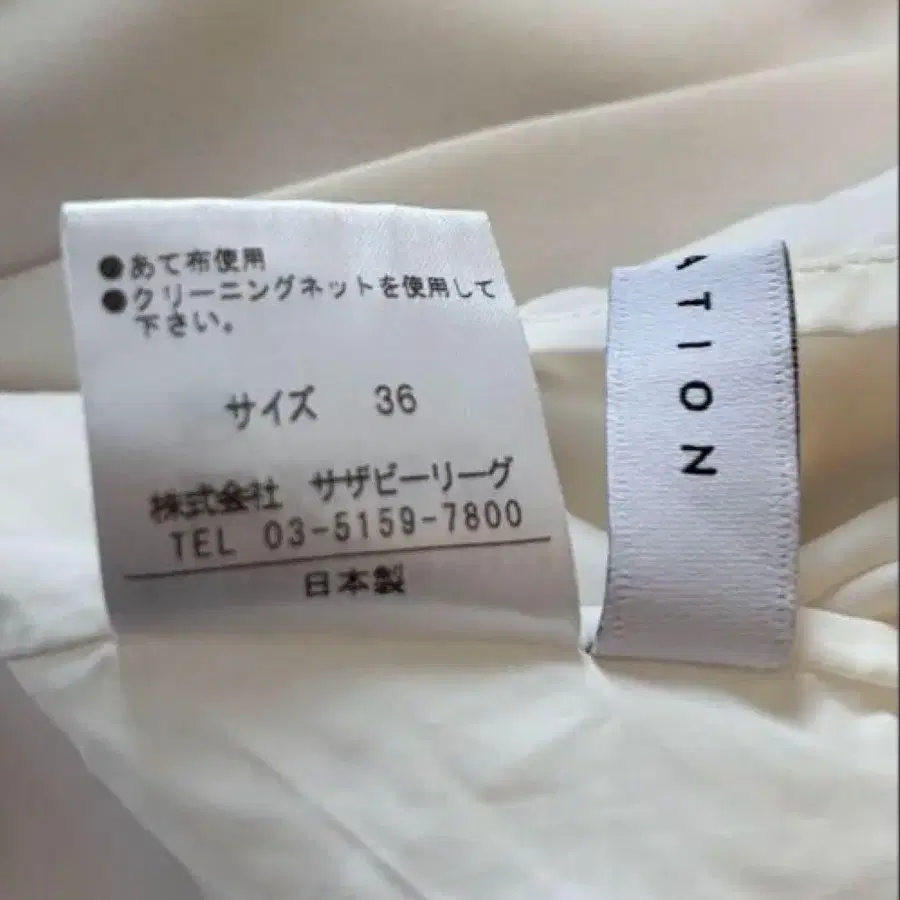 ●あて布使用
●クリーニングネットを使用して
下さい。
サイズ 36
株式会社 サザビーリーグ
TEL 03-5159-7800
日本製
ATION